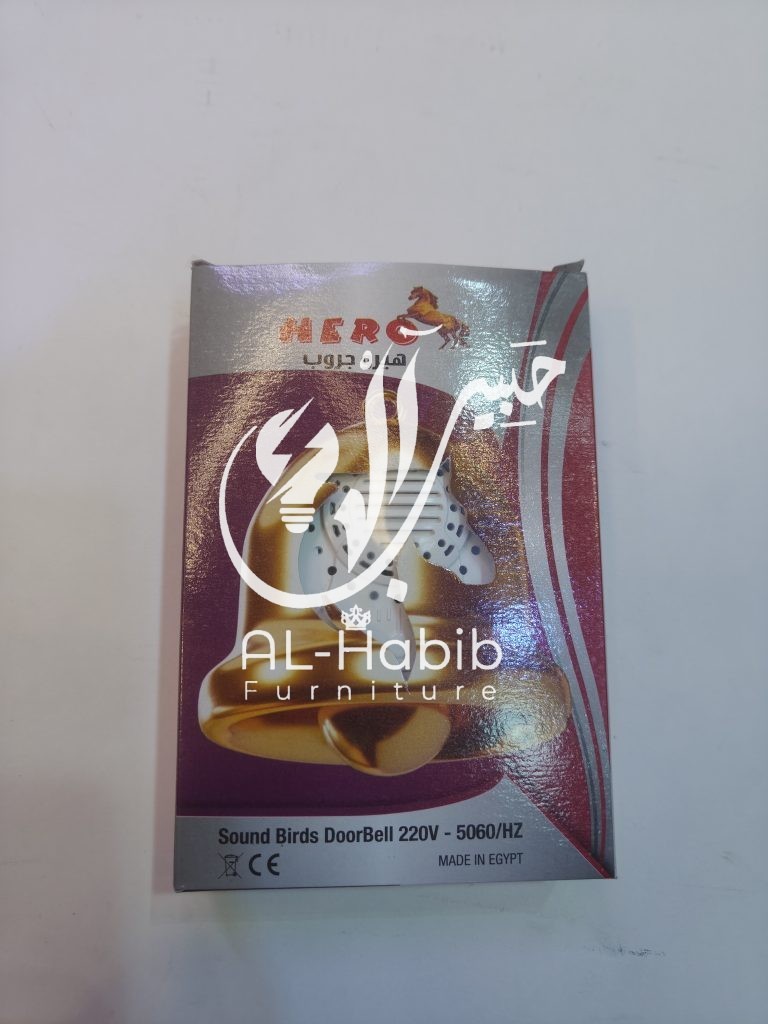 HERO
هيرو جروب
حبيب
AL-Habib
Furniture
Sound Birds DoorBell 220V - 5060/HZ
CE
MADE IN EGYPT